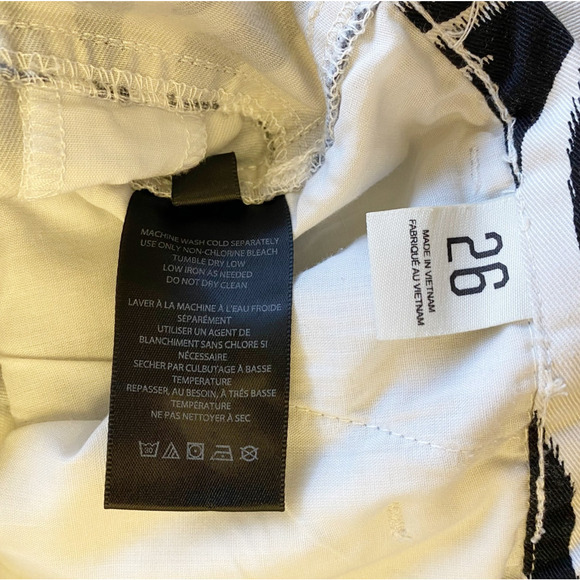 MACHINE WASH COLD SEPARATELY
USE ONLY NON-CHLORINE BLEACH
TUMBLE DRY LOW
LOW IRON AS NEEDED
DO NOT DRY CLEAN
LAVER À LA MACHINE À L'EAU FROIDE
SÉPARÉMENT
UTILISER UN AGENT DE
BLANCHIMENT SANS CHLORE SI
NÉCESSAIRE
SECHER PAR CULBUYAGE À BASSE
TEMPERATURE
REPASSER, AU BESOIN, À TRÈS BASSE
TEMPÉRATURE
NE PAS NETTOYER À SEC
30
26
MADE IN VIETNAM
FABRIQUÉ AU VIETNAM